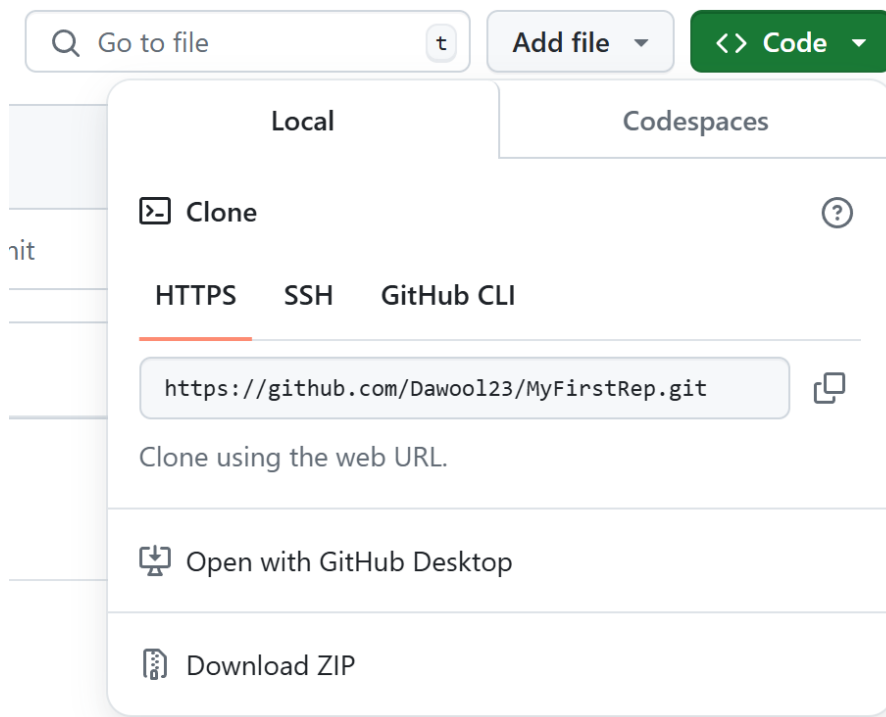 Go to file t Add file Code
Local Codespaces
Clone
nit
HTTPS SSH GitHub CLI
https://github.com/Dawool23/MyFirstRep.git
Clone using the web URL.
Open with GitHub Desktop
Download ZIP